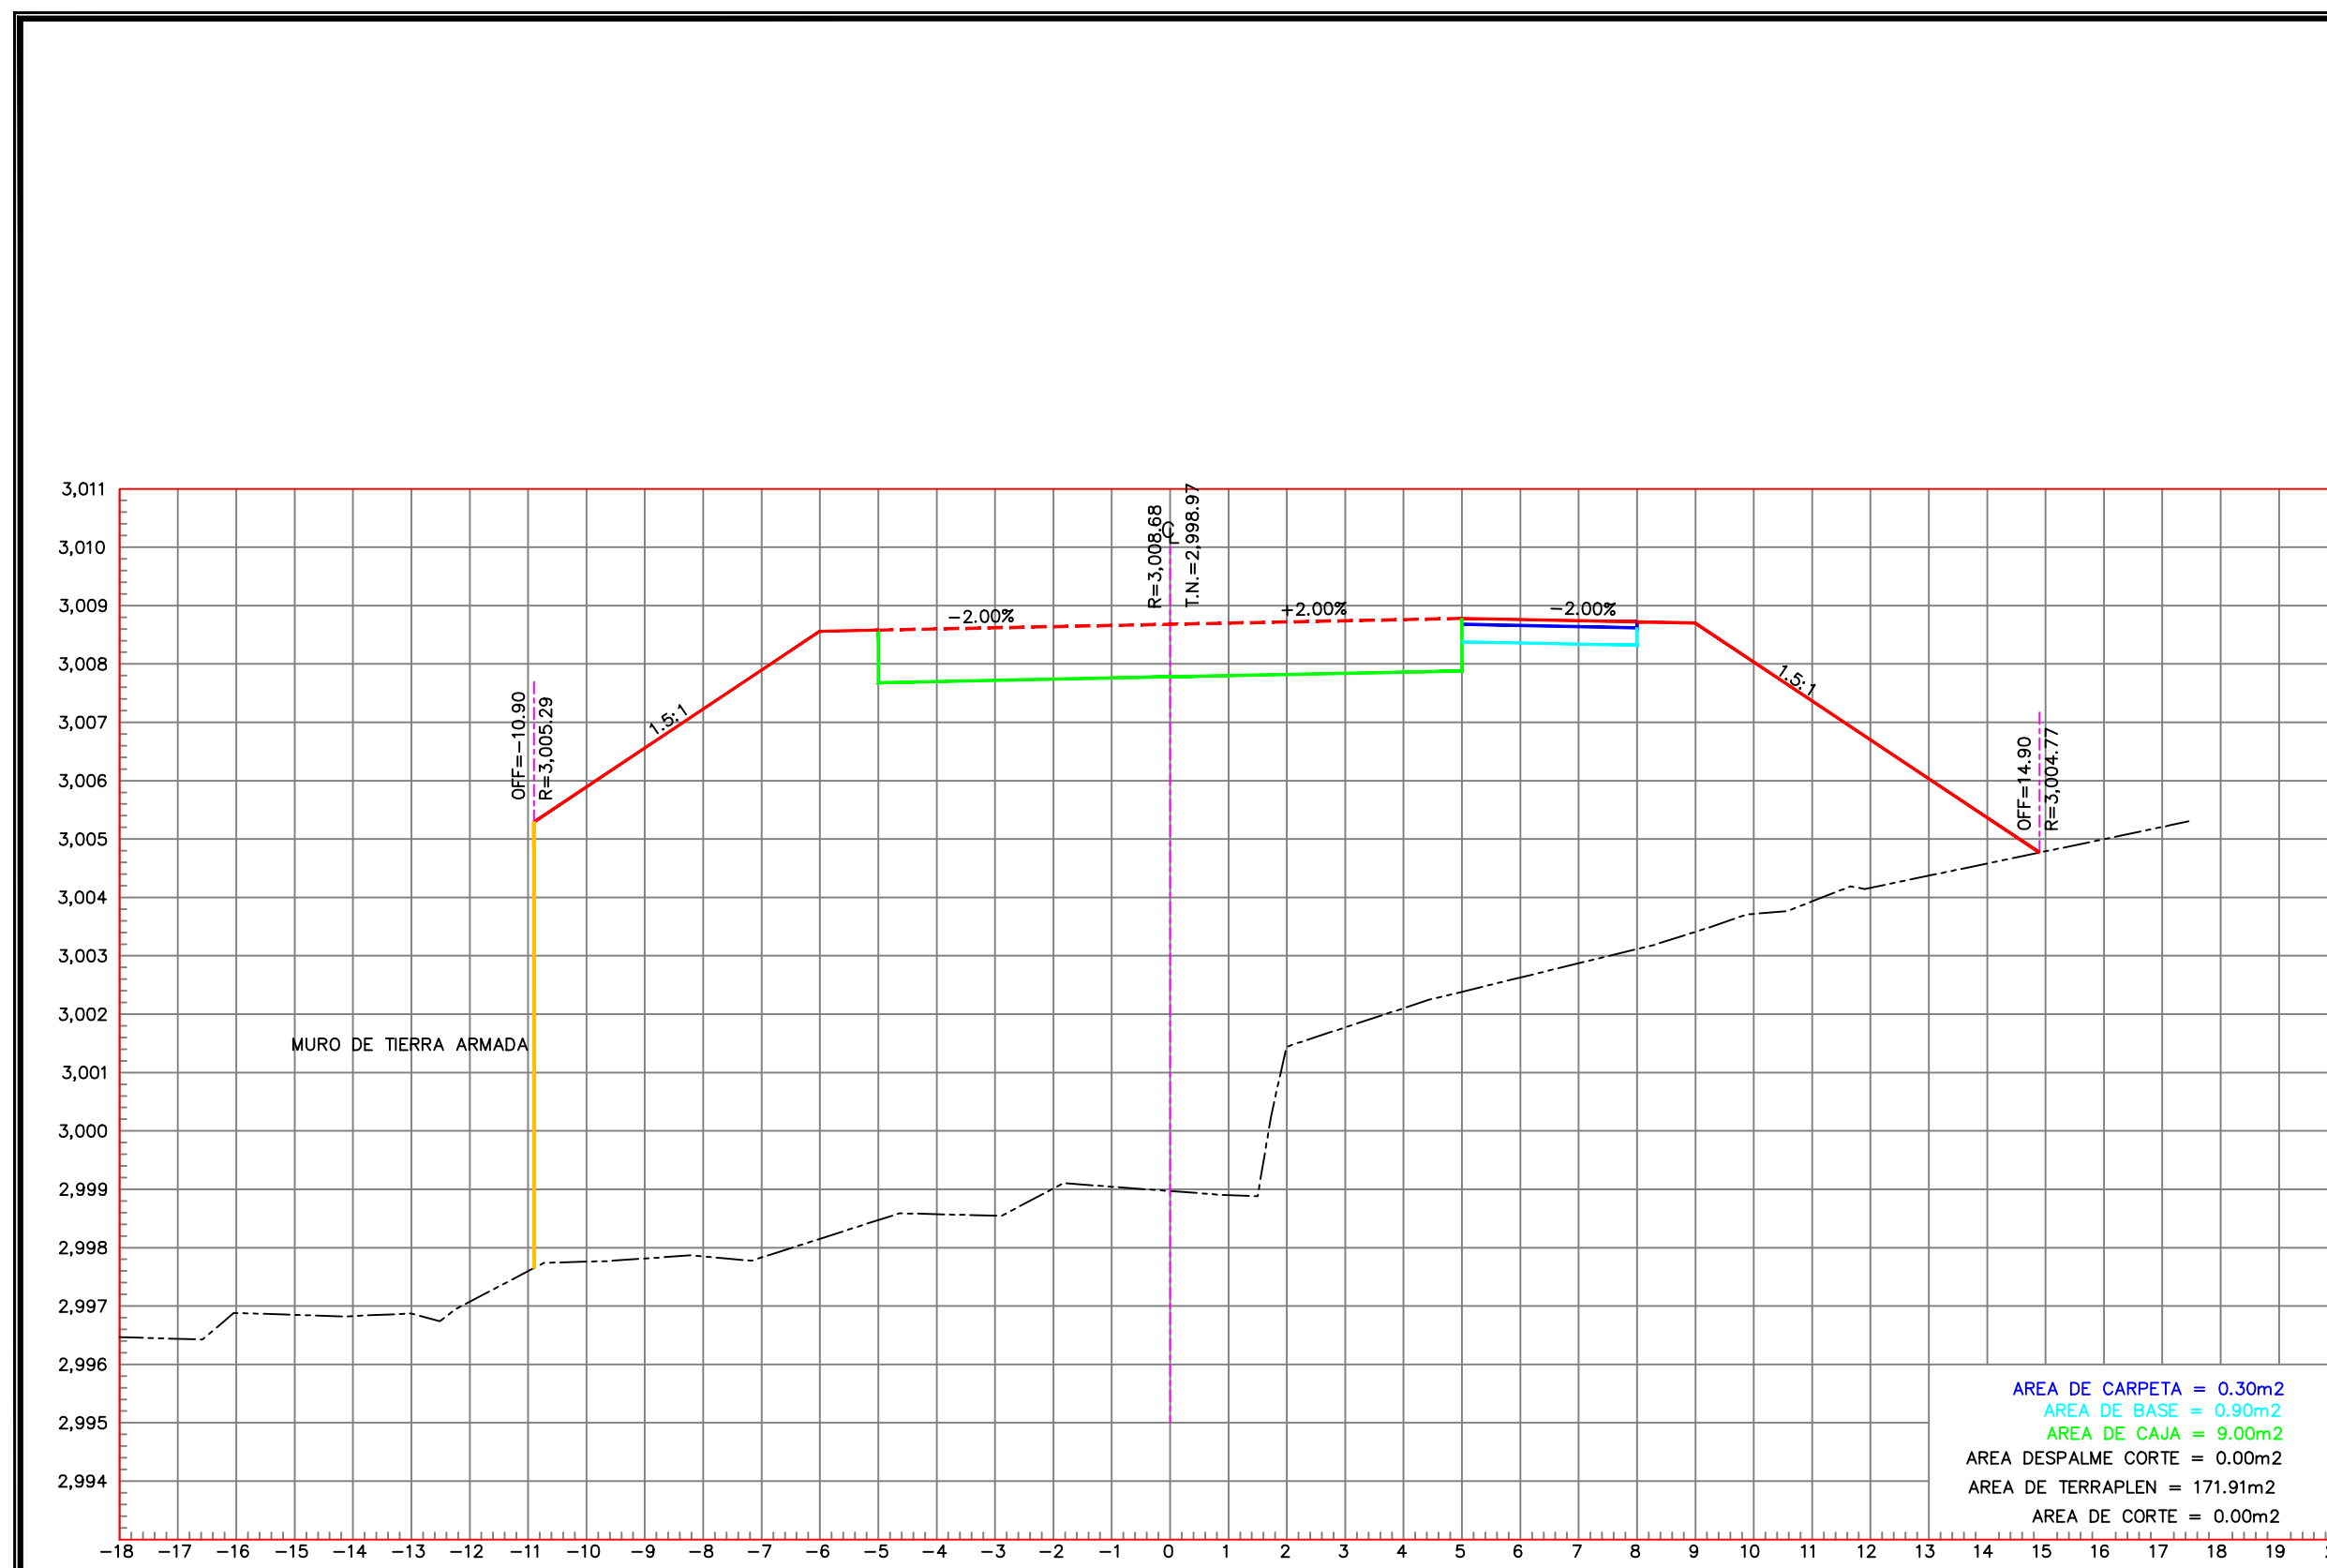 3,011
3,010
3,009
3,008
3,007
3,006
3,005
3,004
3,003
3,002
3,001
3,000
2,999
2,998
2,997
2,996
2,995
2,994
R=3,008.68
T.N.=2,998.97
CL
-2.00%
+2.00%
-2.00%
1.5:1
1.5:1
OFF=-10.90
R=3,005.29
OFF=14.90
R=3,004.77
MURO DE TIERRA ARMADA
AREA DE CARPETA = 0.30m2
AREA DE BASE = 0.90m2
AREA DE CAJA = 9.00m2
AREA DESPALME CORTE = 0.00m2
AREA DE TERRAPLEN = 171.91m2
AREA DE CORTE = 0.00m2
-18 -17 -16 -15 -14 -13 -12 -11 -10 -9 -8 -7 -6 -5 -4 -3 -2 -1 0 1 2 3 4 5 6 7 8 9 10 11 12 13 14 15 16 17 18 19